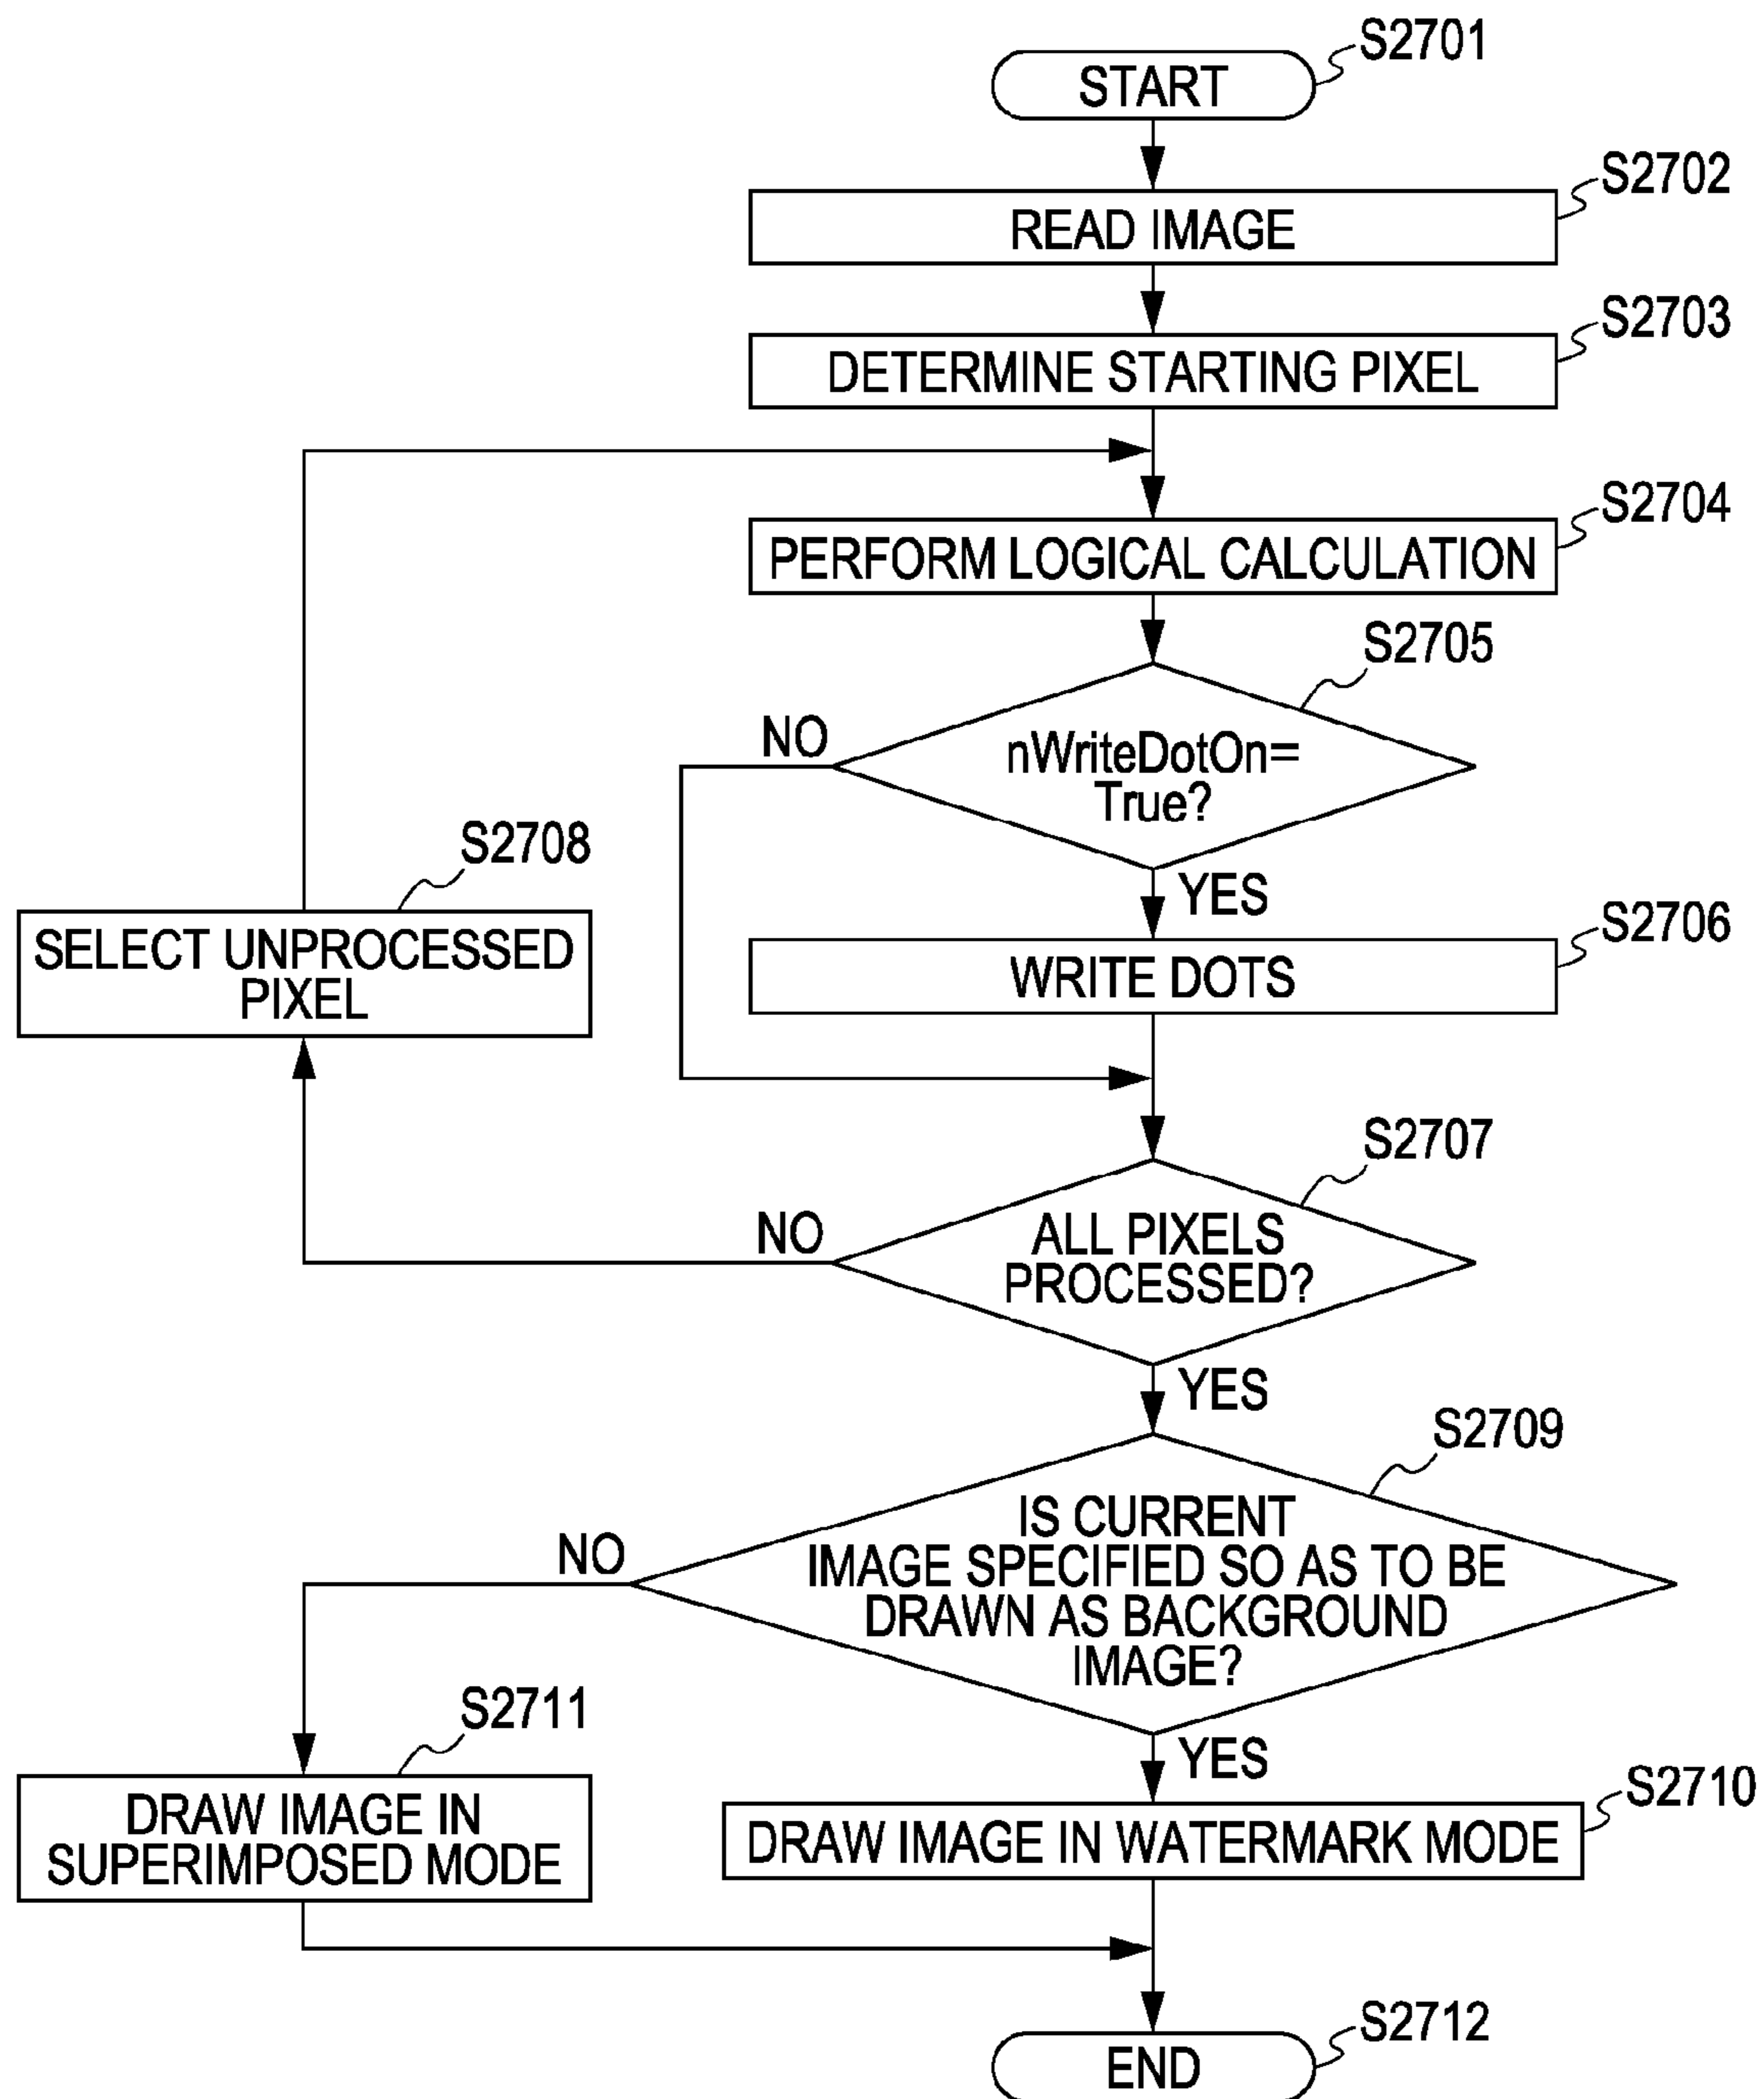 S2701
START
S2702
READ IMAGE
S2703
DETERMINE STARTING PIXEL
S2704
PERFORM LOGICAL CALCULATION
S2705
NO
nWriteDotOn=
True?
S2708
YES
SELECT UNPROCESSED
PIXEL
S2706
WRITE DOTS
S2707
NO
ALL PIXELS
PROCESSED?
YES
S2709
NO
IS CURRENT
IMAGE SPECIFIED SO AS TO BE
DRAWN AS BACKGROUND
IMAGE?
S2711
YES
DRAW IMAGE IN
SUPERIMPOSED MODE
S2710
DRAW IMAGE IN WATERMARK MODE
S2712
END